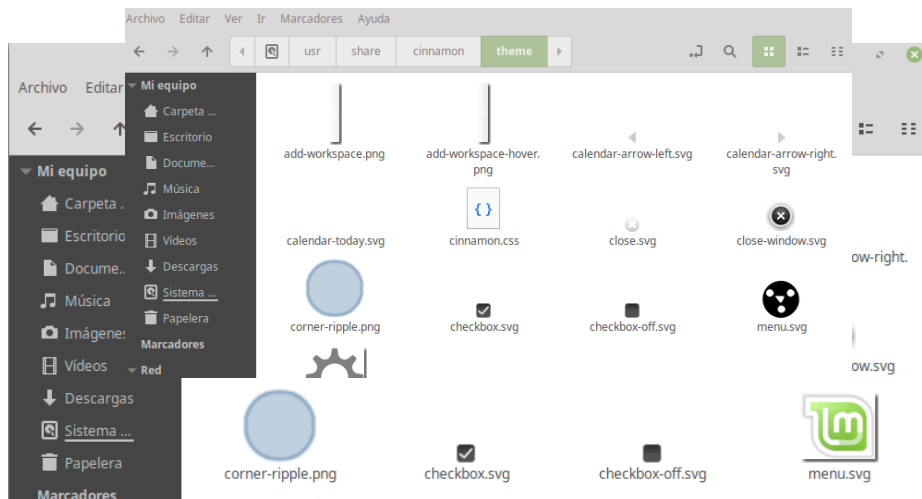 Archivo Editar Ver Ir Marcadores Ayuda
usr share cinnamon theme
Mi equipo
Carpeta ...
Escritorio
Docume...
Música
Imágenes
Vídeos
Descargas
Sistema ...
Papelera
Marcadores
Red
add-workspace.png
add-workspace-hover.
png
calendar-arrow-left.svg
calendar-arrow-right.
svg
calendar-today.svg
cinnamon.css
close.svg
close-window.svg
corner-ripple.png
checkbox.svg
checkbox-off.svg
menu.svg
Archivo Editar
Mi equipo
Carpeta .
Escritorio
Docume..
Música
Imágenes
Vídeos
Descargas
Sistema ...
Papelera
Marcadores
ow-right.
ow.svg
corner-ripple.png
checkbox.svg
checkbox-off.svg
menu.svg